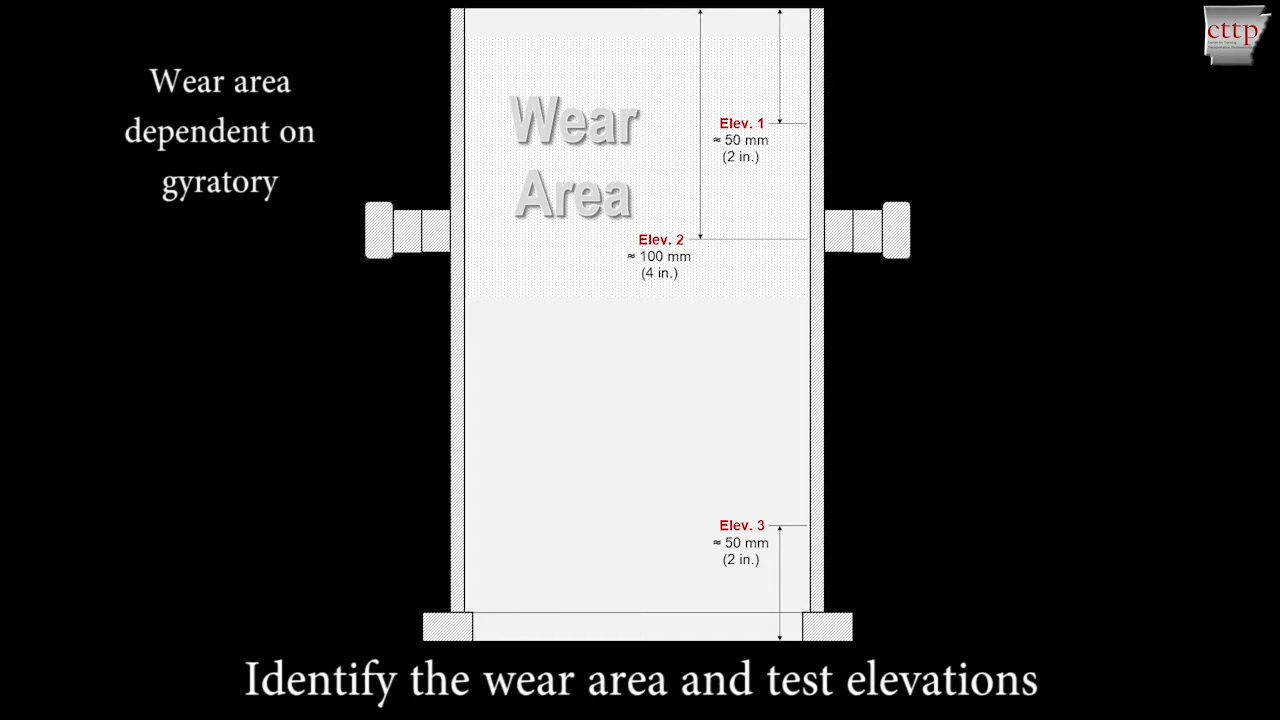 Wear area
dependent on
gyratory
cttp
Wear
Area
Elev. 1
≈ 50 mm
(2 in.)
Elev. 2
≈ 100 mm
(4 in.)
Elev. 3
≈ 50 mm
(2 in.)
Identify the wear area and test elevations